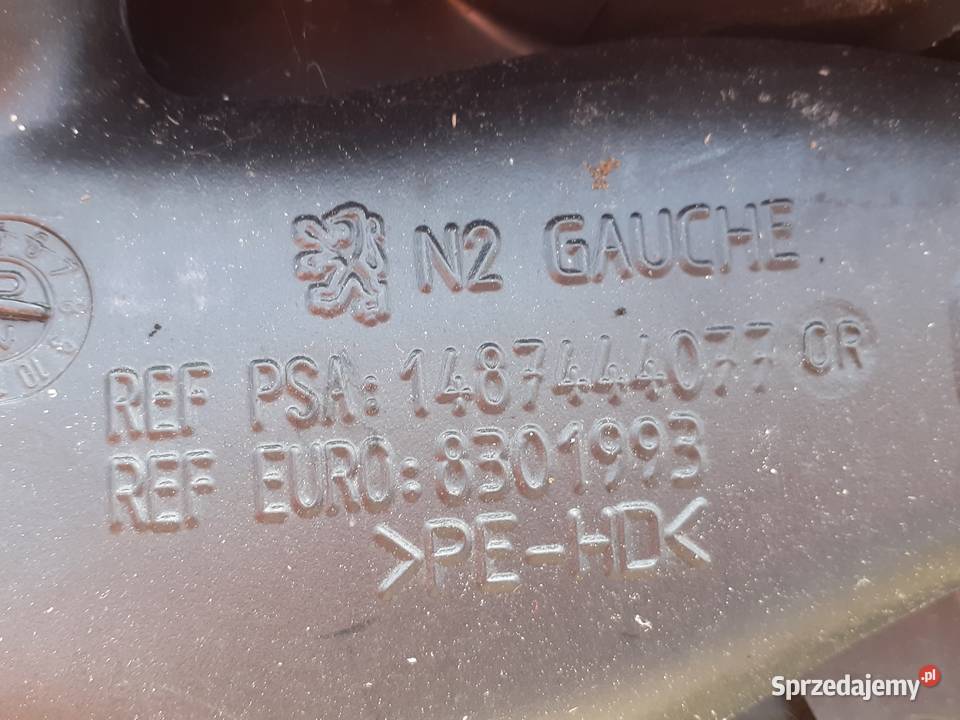 N2 GAUCHE
REF PSA: 1487444077 OR
REF EURO: 8301993
>PE-HD<
Sprzedajemy.pl